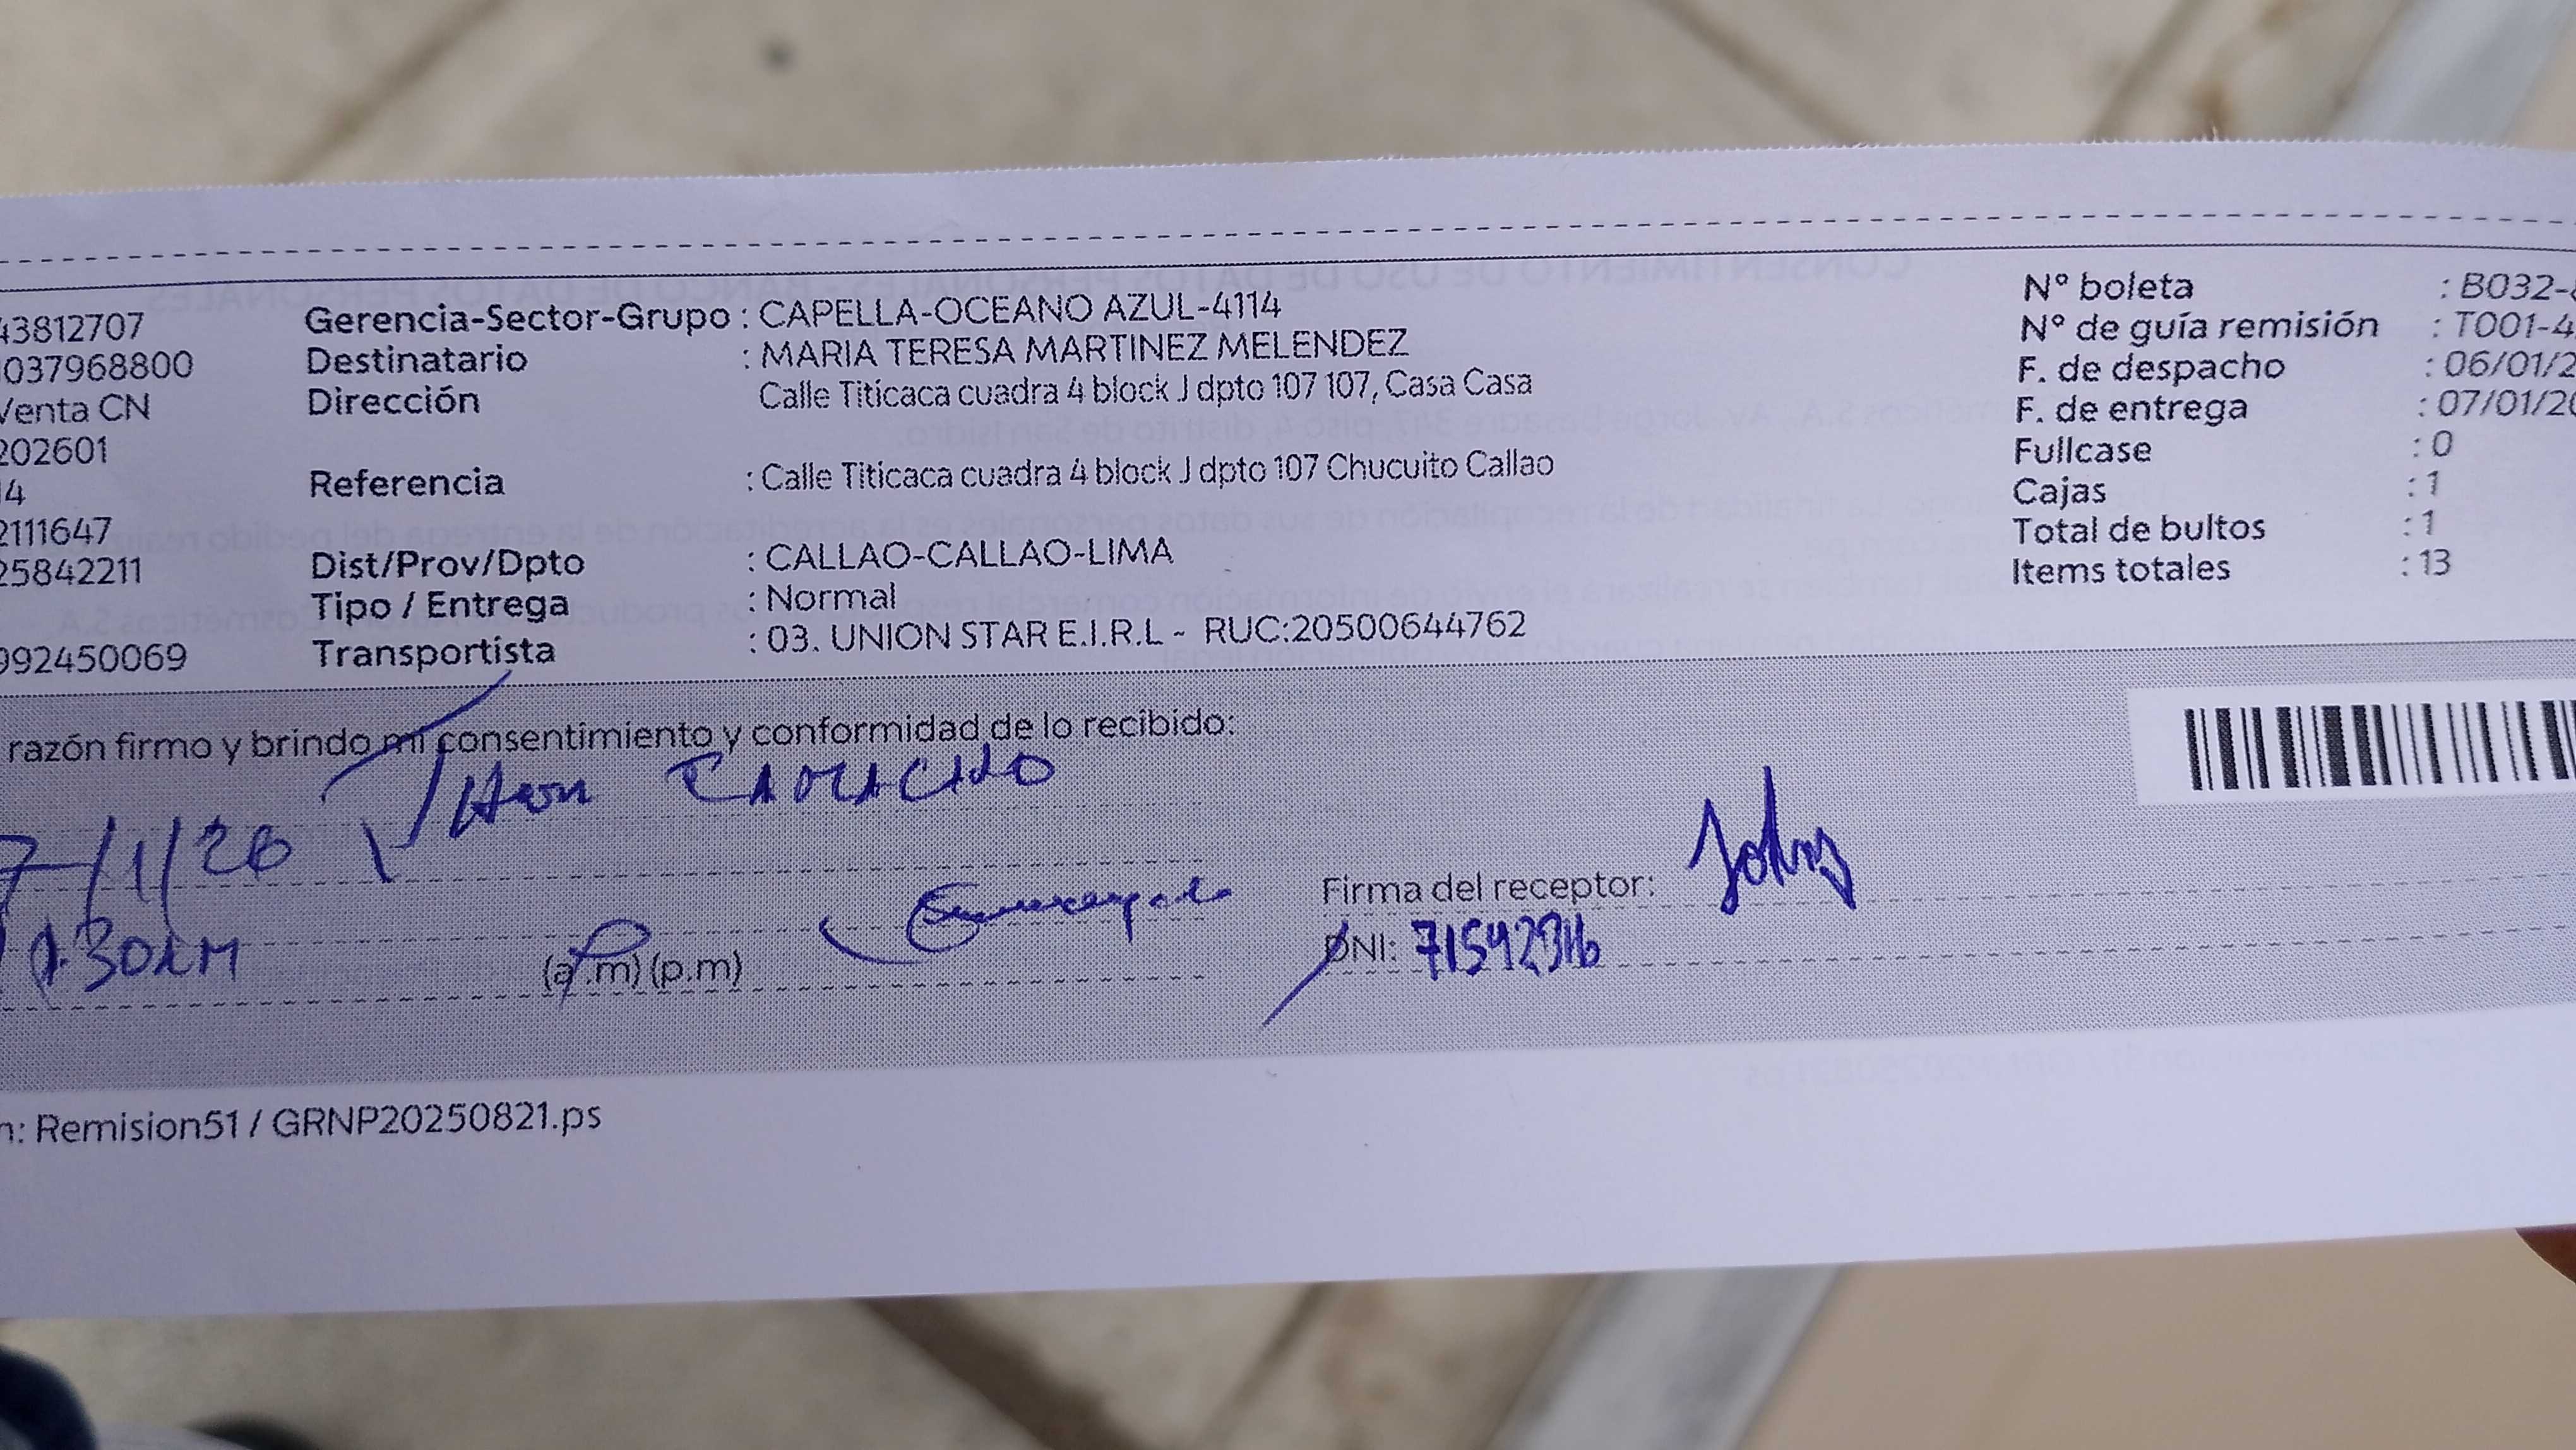 43812707 Gerencia-Sector-Grupo : CAPELLA-OCEANO AZUL-4114 N° boleta : B032-
037968800 Destinatario : MARIA TERESA MARTINEZ MELENDEZ N° de guía remisión : T001-4
Venta CN Dirección Calle Titicaca cuadra 4 block J dpto 107 107, Casa Casa F. de despacho : 06/01/2
202601 F. de entrega : 07/01/20
14 Referencia : Calle Titicaca cuadra 4 block J dpto 107 Chucuito Callao Fullcase : 0
2111647 Cajas : 1
25842211 Dist/Prov/Dpto : CALLAO-CALLAO-LIMA Total de bultos : 1
Tipo / Entrega : Normal Items totales : 13
992450069 Transportista : 03. UNION STAR E.I.R.L - RUC:20500644762
razón firmo y brindo mi consentimiento y conformidad de lo recibido:
7/1/26
Firma del receptor:
30AM (a.m) (p.m) DNI:
n: Remision51 / GRNP20250821.ps